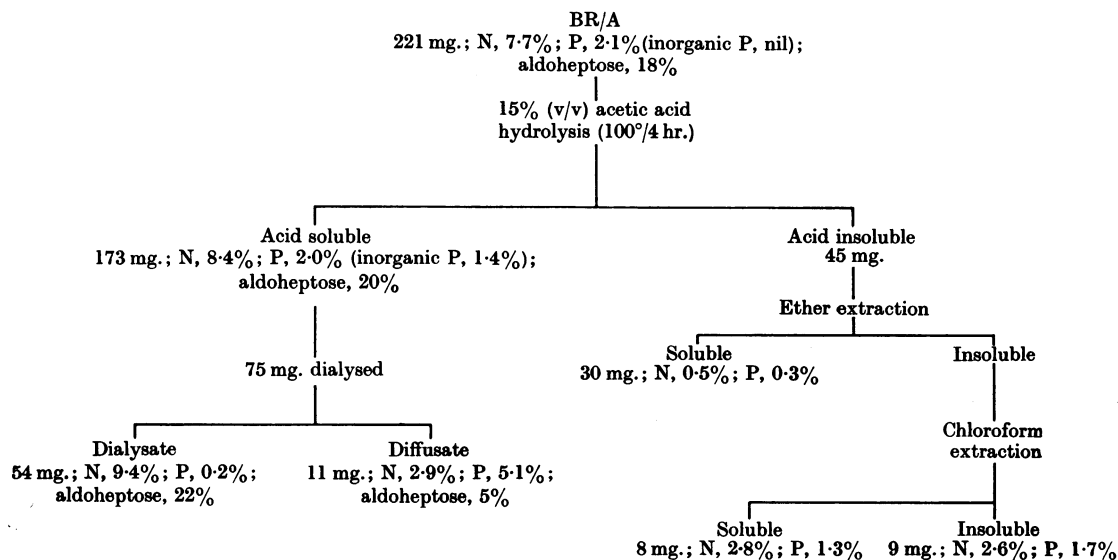 BR/A
221 mg.; N, 7·7%; P, 2·1%(inorganic P, nil);
aldoheptose, 18%
15% (v/v) acetic acid
hydrolysis (100°/4 hr.)
Acid soluble
173 mg.; N, 8·4%; P, 2·0% (inorganic P, 1·4%);
aldoheptose, 20%
Acid insoluble
45 mg.
Ether extraction
75 mg. dialysed
Soluble
30 mg.; N, 0·5%; P, 0·3%
Insoluble
Dialysate
54 mg.; N, 9·4%; P, 0·2%;
aldoheptose, 22%
Diffusate
11 mg.; N, 2·9%; P, 5·1%;
aldoheptose, 5%
Chloroform
extraction
Soluble
8 mg.; N, 2·8%; P, 1·3%
Insoluble
9 mg.; N, 2·6%; P, 1·7%